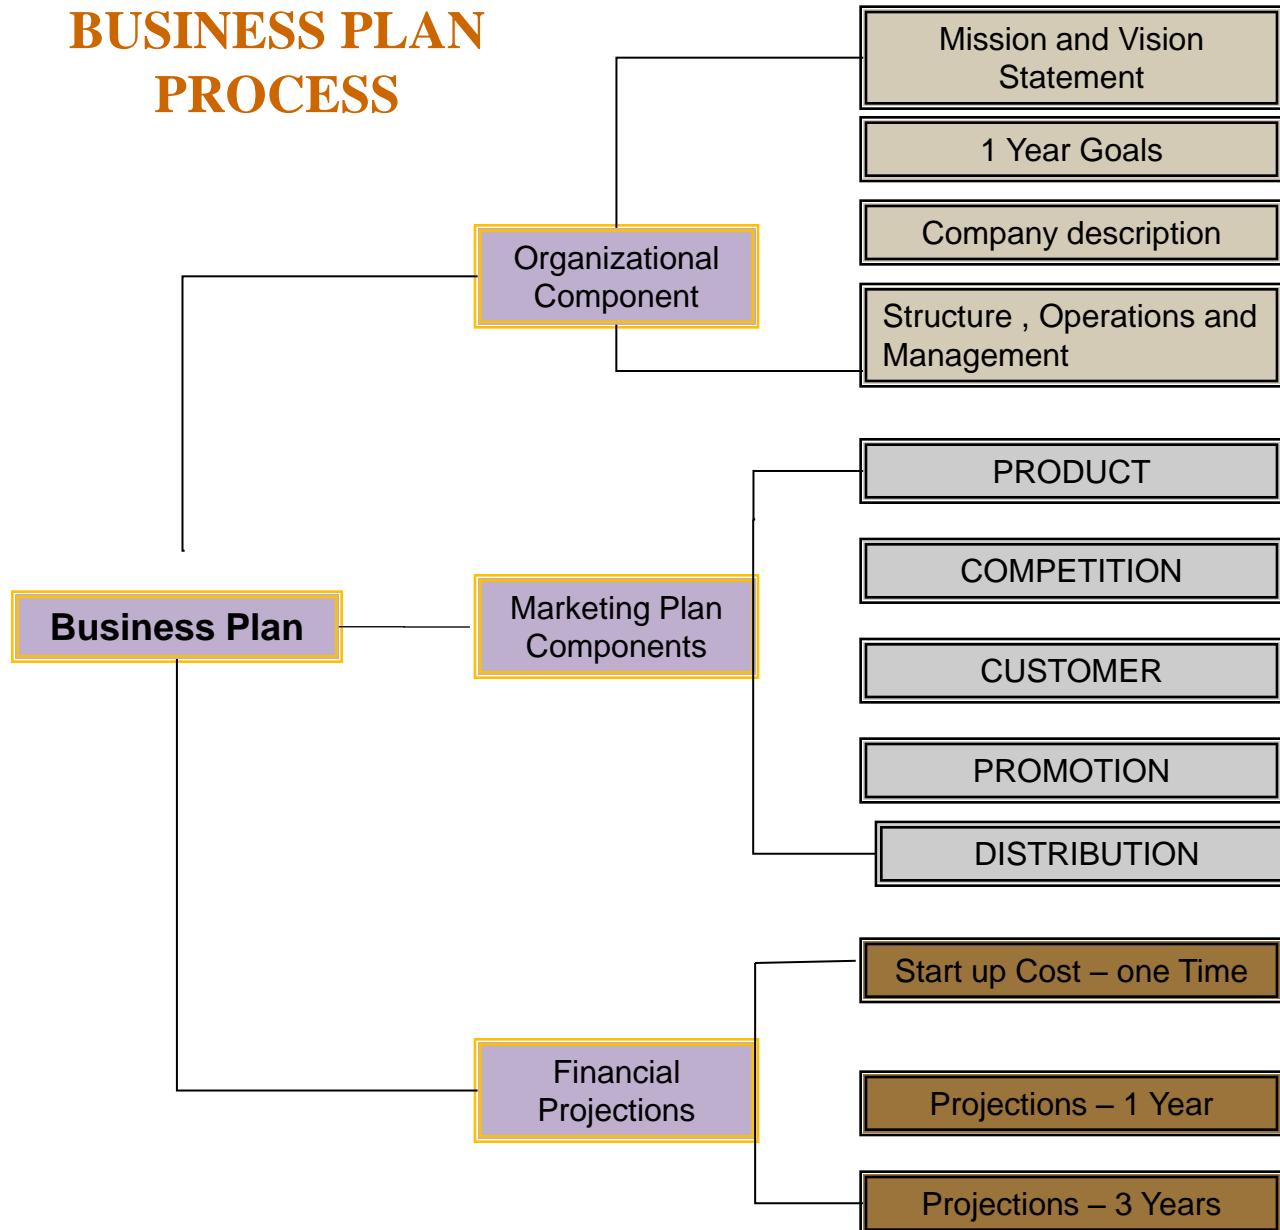 BUSINESS PLAN
PROCESS
Mission and Vision
Statement
1 Year Goals
Company description
Structure , Operations and
Management
Organizational
Component
PRODUCT
COMPETITION
CUSTOMER
PROMOTION
DISTRIBUTION
Marketing Plan
Components
Business Plan
Start up Cost – one Time
Projections – 1 Year
Projections – 3 Years
Financial
Projections